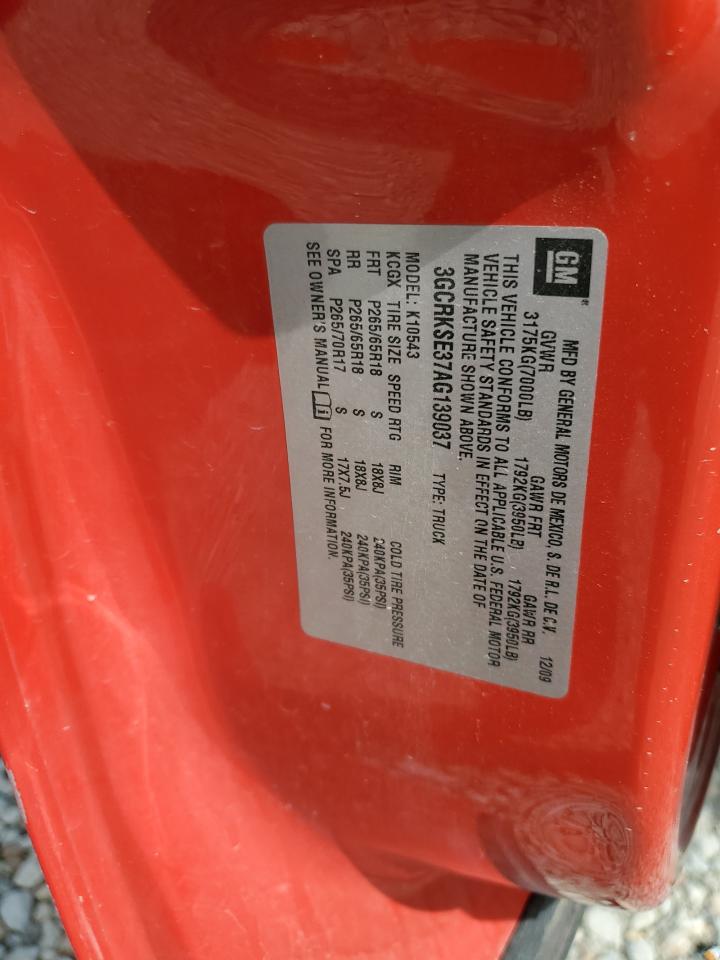 GM®
MFD BY GENERAL MOTORS DE MEXICO, S. DE R.L. DE C.V. 12/09
GVWR GAWR FRT GAWR RR
3175KG(7000LB) 1792KG(3950LB) 1792KG(3950LB)
THIS VEHICLE CONFORMS TO ALL APPLICABLE U.S. FEDERAL MOTOR
VEHICLE SAFETY STANDARDS IN EFFECT ON THE DATE OF
MANUFACTURE SHOWN ABOVE.
3GCRKSE37AG139037 TYPE: TRUCK
MODEL: K10543
KCGX TIRE SIZE SPEED RTG RIM COLD TIRE PRESSURE
FRT P265/65R18 S 18X8J 240KPA(35PSI)
RR P265/65R18 S 18X8J 240KPA(35PSI)
SPA P265/70R17 S 17X7.5J 240KPA(35PSI)
SEE OWNER'S MANUAL i FOR MORE INFORMATION.